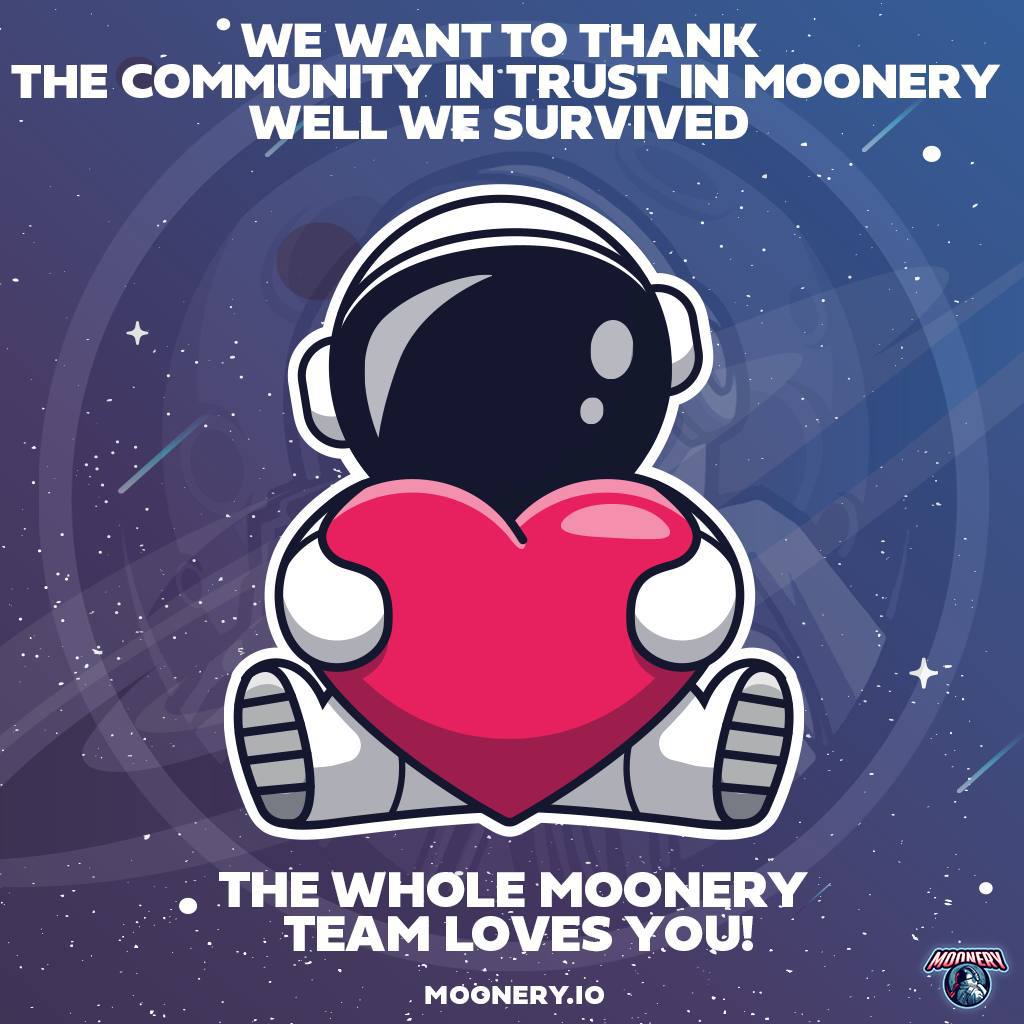 WE WANT TO THANK
THE COMMUNITY IN TRUST IN MOONERY
WELL WE SURVIVED
THE WHOLE MOONERY
TEAM LOVES YOU!
MOONERY.IO
MOONERY